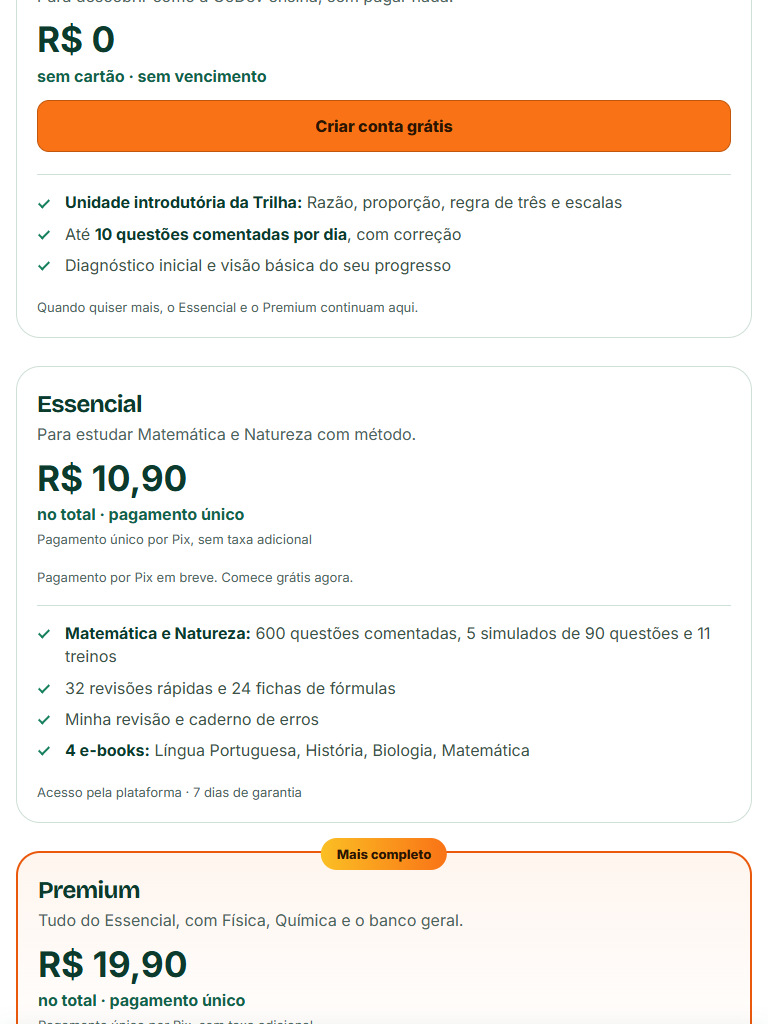 R$ 0
sem cartão · sem vencimento
Criar conta grátis
Unidade introdutória da Trilha: Razão, proporção, regra de três e escalas
Até 10 questões comentadas por dia, com correção
Diagnóstico inicial e visão básica do seu progresso
Quando quiser mais, o Essencial e o Premium continuam aqui.
Essencial
Para estudar Matemática e Natureza com método.
R$ 10,90
no total · pagamento único
Pagamento único por Pix, sem taxa adicional
Pagamento por Pix em breve. Comece grátis agora.
Matemática e Natureza: 600 questões comentadas, 5 simulados de 90 questões e 11
treinos
32 revisões rápidas e 24 fichas de fórmulas
Minha revisão e caderno de erros
4 e-books: Língua Portuguesa, História, Biologia, Matemática
Acesso pela plataforma · 7 dias de garantia
Mais completo
Premium
Tudo do Essencial, com Física, Química e o banco geral.
R$ 19,90
no total · pagamento único